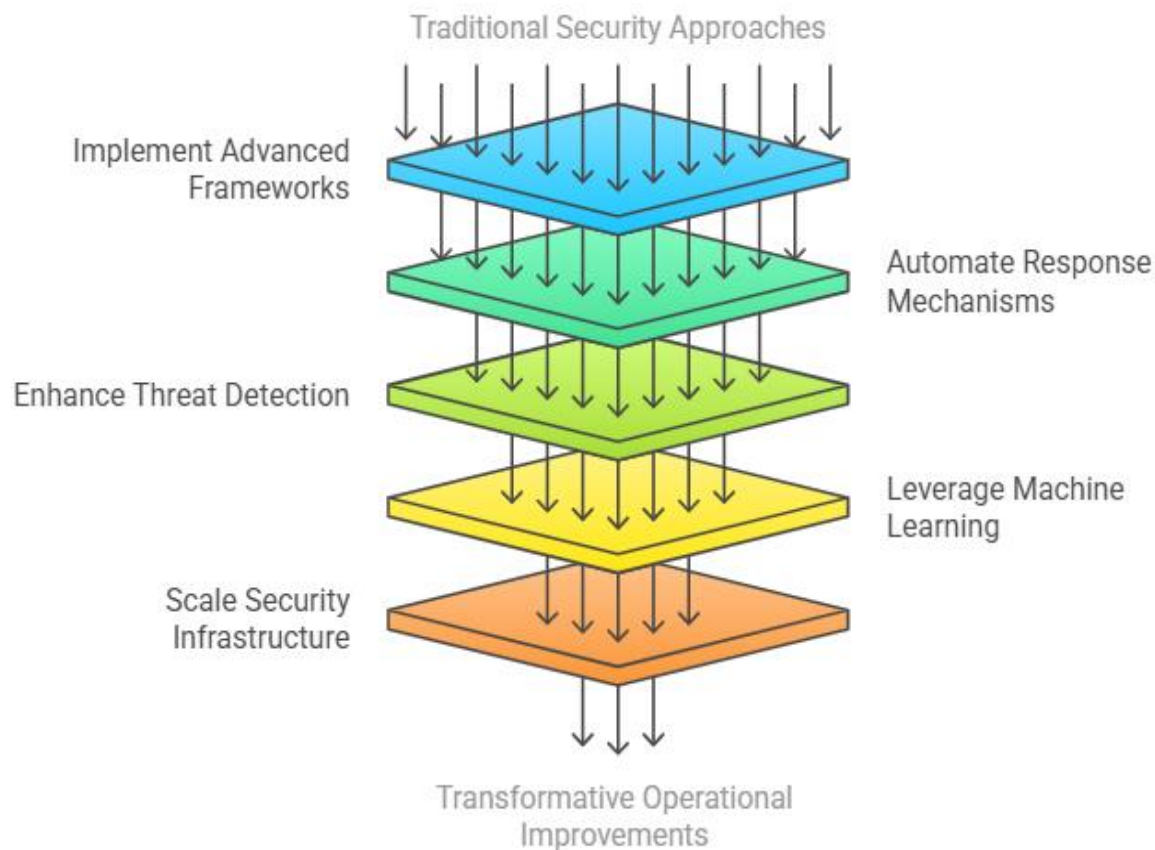 Traditional Security Approaches
Implement Advanced
Frameworks
Automate Response
Mechanisms
Enhance Threat Detection
Leverage Machine
Learning
Scale Security
Infrastructure
Transformative Operational
Improvements